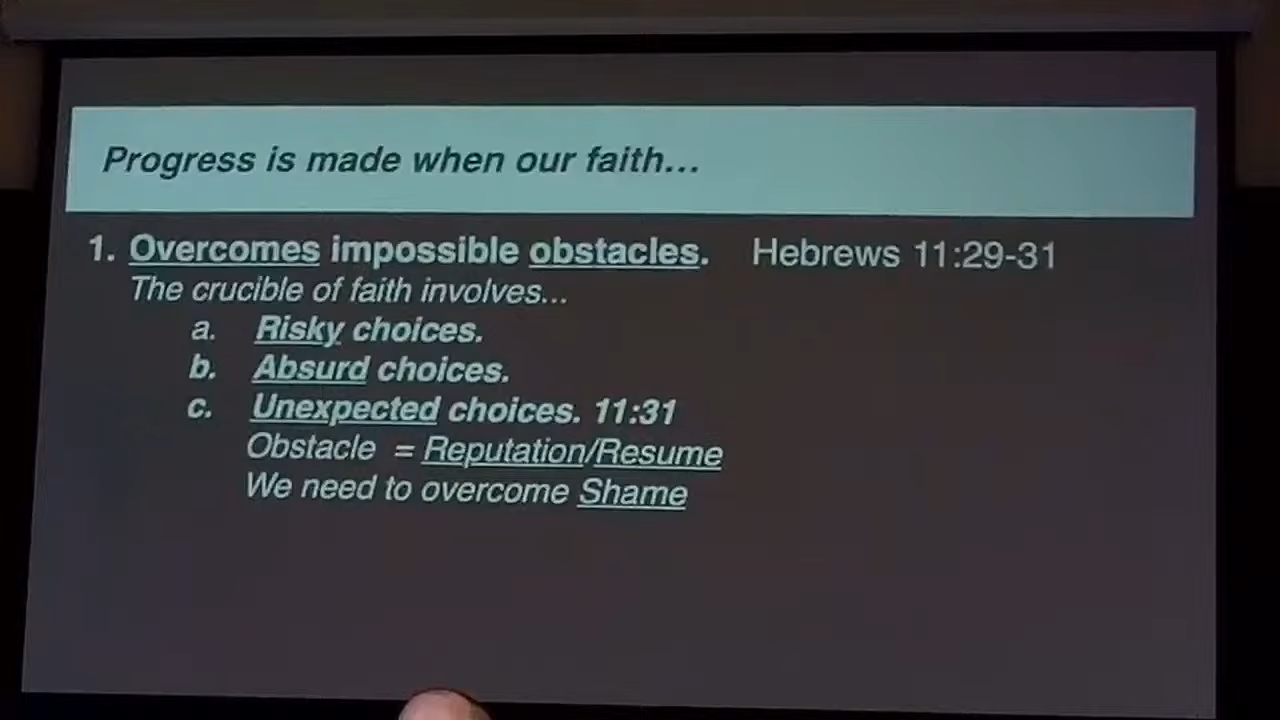 Progress is made when our faith...
1. Overcomes impossible obstacles. Hebrews 11:29-31
The crucible of faith involves...
a. Risky choices.
b. Absurd choices.
c. Unexpected choices. 11:31
Obstacle = Reputation/Resume
We need to overcome Shame